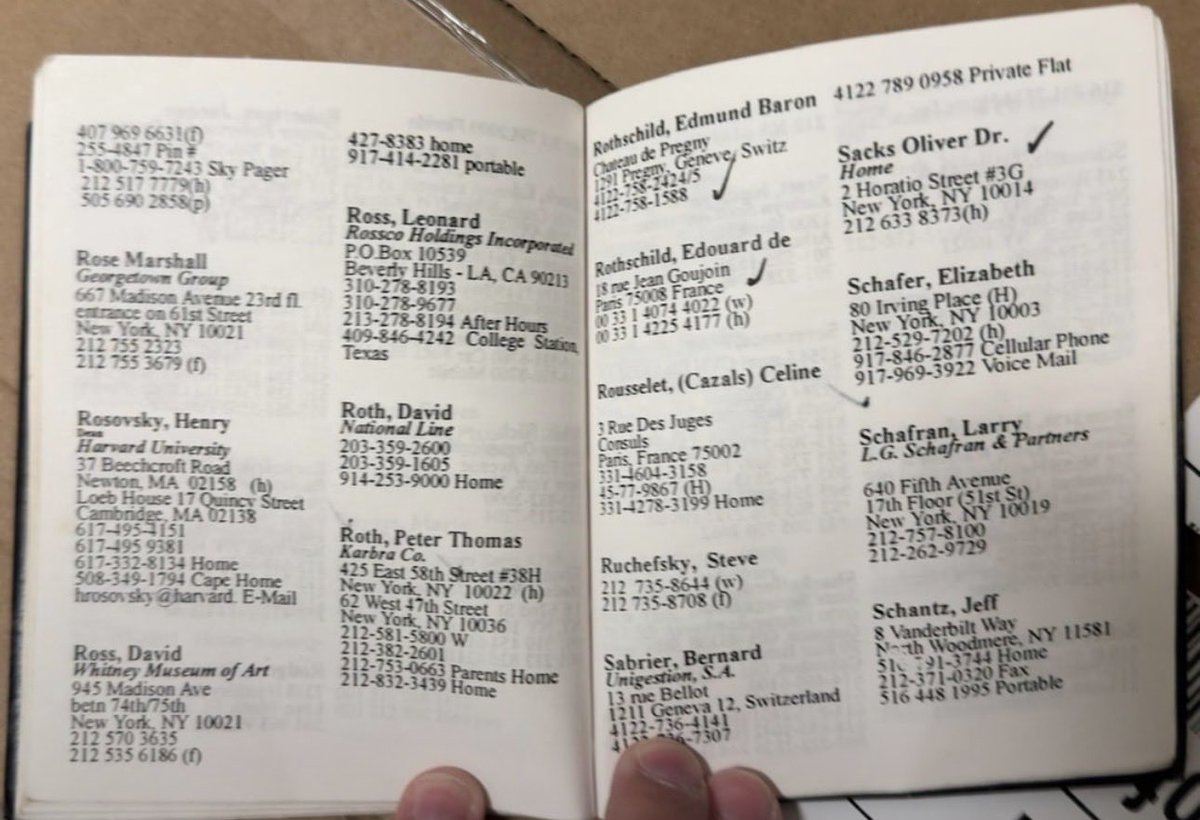 407 969 6631(f)
255-4847 Pin #
1-800-759-7243 Sky Pager
212 517 7779(h)
505 690 2858(p)
Rose Marshall
Georgetown Group
667 Madison Avenue 23rd fl.
entrance on 61st Street
New York, NY 10021
212 755 2323
212 755 3679 (f)
Rosovsky, Henry
Dean
Harvard University
37 Beechcroft Road
Newton, MA 02158 (h)
Loeb House 17 Quincy Street
Cambridge, MA 02138
617-495-4151
617-495 9381
617-332-8134 Home
508-349-1794 Cape Home
hrosovsky@harvard. E-Mail
Ross, David
Whitney Museum of Art
945 Madison Ave
betn 74th/75th
New York, NY 10021
212 570 3635
212 535 6186 (f)
427-8383 home
917-414-2281 portable
Ross, Leonard
Rossco Holdings Incorporated
P.O.Box 10539
Beverly Hills - LA, CA 90213
310-278-8193
310-278-9677
213-278-8194 After Hours
409-846-4242 College Station,
Texas
Roth, David
National Line
203-359-2600
203-359-1605
914-253-9000 Home
Roth, Peter Thomas
Karbra Co.
425 East 58th Street #38H
New York, NY 10022 (h)
62 West 47th Street
New York, NY 10036
212-581-5800 W
212-382-2601
212-753-0663 Parents Home
212-832-3439 Home
Rothschild, Edmund Baron
Chateau de Pregny
1291 Pregny, Geneve, Switz
4122-758-2424/5
4122-758-1588
Rothschild, Edouard de
18 rue Jean Goujoin
Paris 75008 France
00 33 1 4074 4022 (w)
00 33 1 4225 4177 (h)
Rousselet, (Cazals) Celine
3 Rue Des Juges
Consuls
Paris, France 75002
331-4604-3158
45-77-9867 (H)
331-4278-3199 Home
Ruchefsky, Steve
212 735-8644 (w)
212 735-8708 (f)
Sabrier, Bernard
Unigestion, S.A.
13 rue Bellot
1211 Geneva 12, Switzerland
4122-736-4141
4122 -7307
4122 789 0958 Private Flat
Sacks Oliver Dr.
Home
2 Horatio Street #3G
New York, NY 10014
212 633 8373(h)
Schafer, Elizabeth
80 Irving Place (H)
New York, NY 10003
212-529-7202 (h)
917-846-2877 Cellular Phone
917-969-3922 Voice Mail
Schafran, Larry
L.G. Schafran & Partners
640 Fifth Avenue
17th Floor (51st St)
New York, NY 10019
212-757-8100
212-262-9729
Schantz, Jeff
8 Vanderbilt Way
North Woodmere, NY 11581
91-3744 Home
212-371-0320 Fax
516 448 1995 Portable